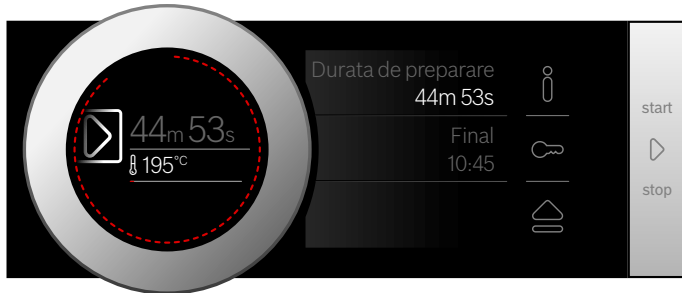 44m 53s
195°C
Durata de preparare
44m 53s
Final
10:45
start
stop